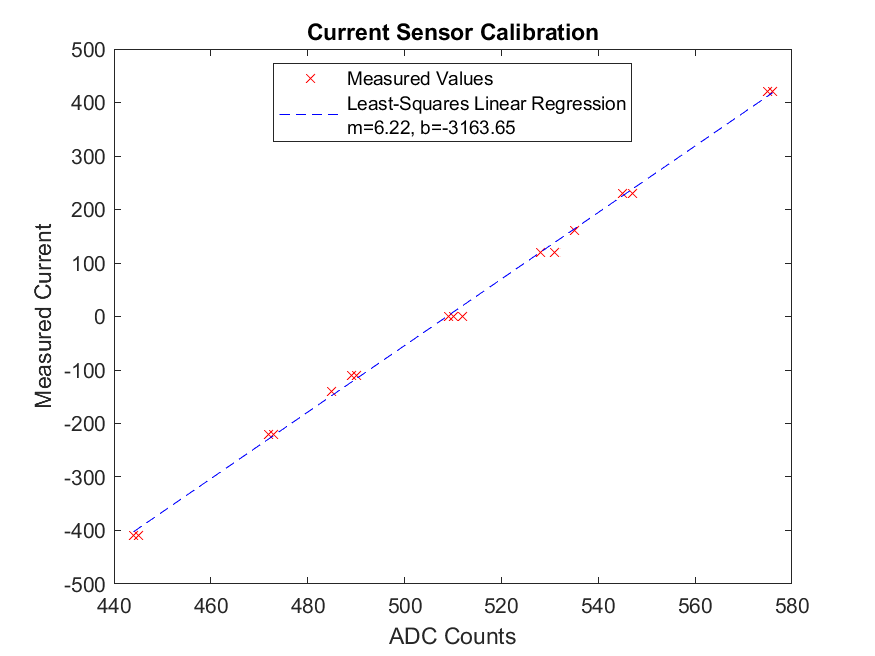 Current Sensor Calibration
Measured Values
Least-Squares Linear Regression
m=6.22, b=-3163.65
500
400
300
200
100
0
-100
-200
-300
-400
-500
Measured Current
440 460 480 500 520 540 560 580
ADC Counts